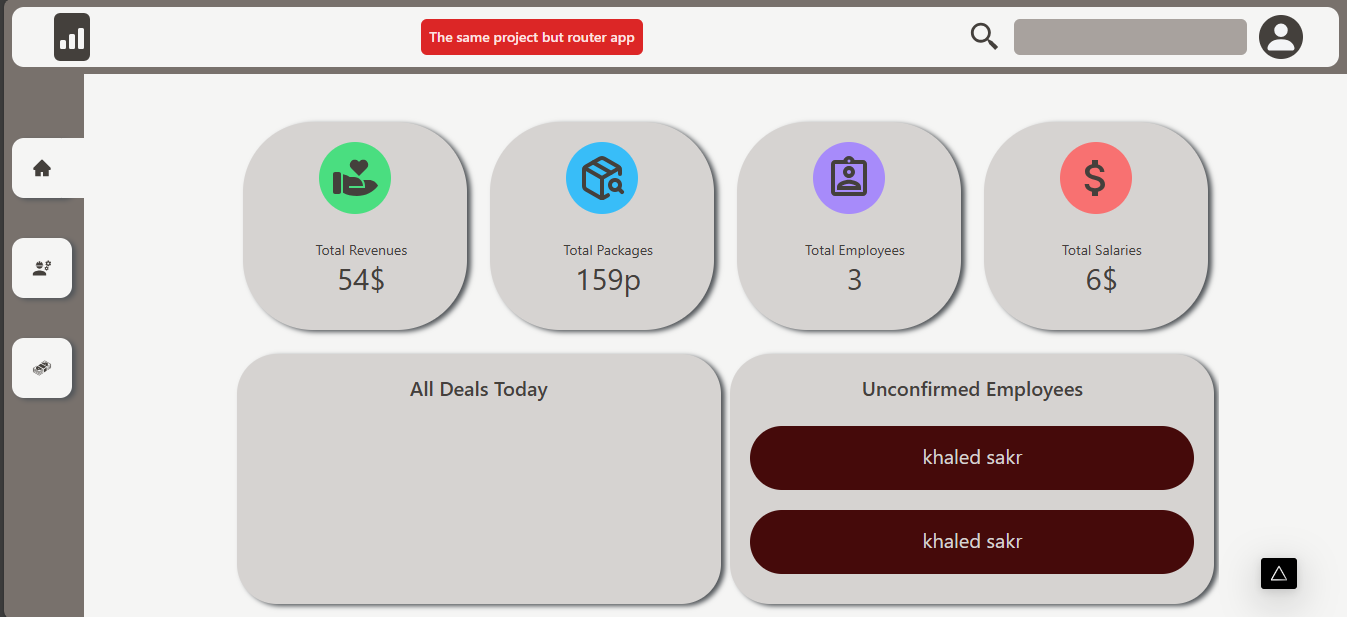 The same project but router app
Total Revenues
54$
Total Packages
159p
Total Employees
3
Total Salaries
6$
All Deals Today
Unconfirmed Employees
khaled sakr
khaled sakr